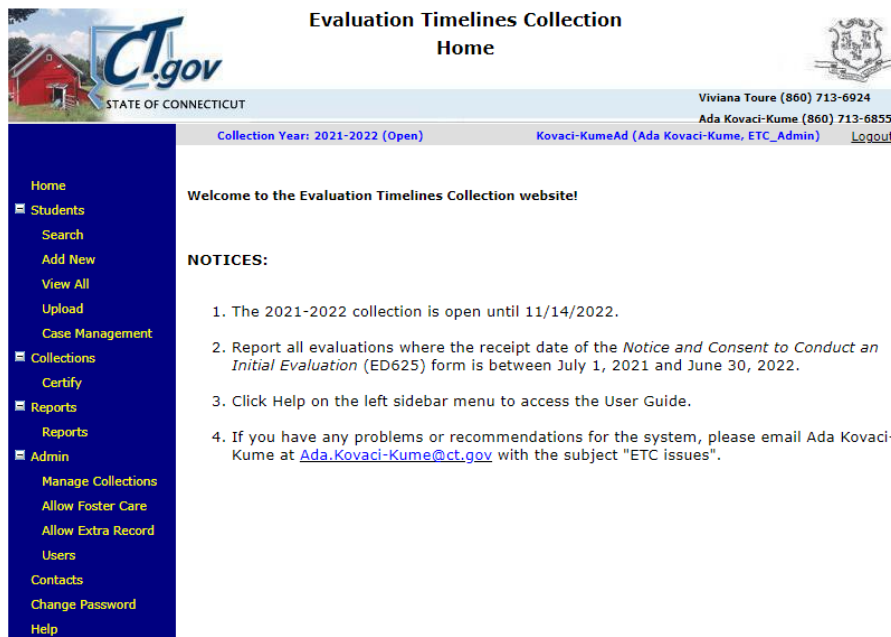 Evaluation Timelines Collection
Home
CT.gov
STATE OF CONNECTICUT
Viviana Toure (860) 713-6924
Ada Kovaci-Kume (860) 713-6855
Collection Year: 2021-2022 (Open)
Kovaci-KumeAd (Ada Kovaci-Kume, ETC_Admin)
Logout
Home
Students
Search
Add New
View All
Upload
Case Management
Collections
Certify
Reports
Reports
Admin
Manage Collections
Allow Foster Care
Allow Extra Record
Users
Contacts
Change Password
Help
Welcome to the Evaluation Timelines Collection website!
NOTICES:
1. The 2021-2022 collection is open until 11/14/2022.
2. Report all evaluations where the receipt date of the Notice and Consent to Conduct an
Initial Evaluation (ED625) form is between July 1, 2021 and June 30, 2022.
3. Click Help on the left sidebar menu to access the User Guide.
4. If you have any problems or recommendations for the system, please email Ada Kovaci-
Kume at Ada.Kovaci-Kume@ct.gov with the subject "ETC issues".